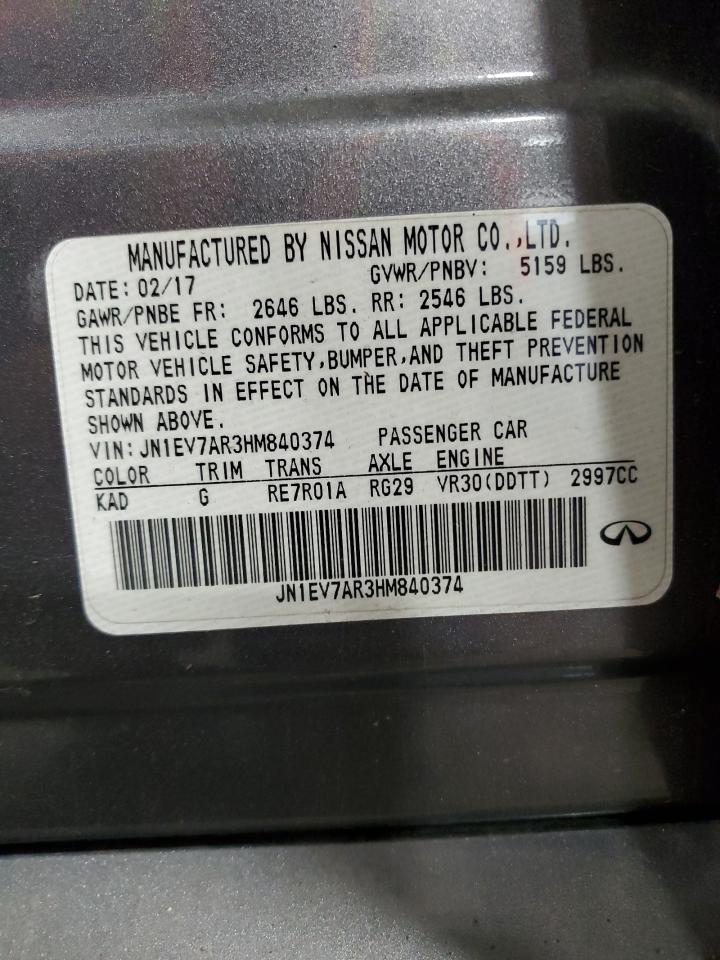 MANUFACTURED BY NISSAN MOTOR CO.,LTD.
DATE: 02/17 GVWR/PNBV: 5159 LBS.
GAWR/PNBE FR: 2646 LBS. RR: 2546 LBS.
THIS VEHICLE CONFORMS TO ALL APPLICABLE FEDERAL
MOTOR VEHICLE SAFETY,BUMPER,AND THEFT PREVENTION
STANDARDS IN EFFECT ON THE DATE OF MANUFACTURE
SHOWN ABOVE.
VIN: JN1EV7AR3HM840374 PASSENGER CAR
COLOR TRIM TRANS AXLE ENGINE
KAD G RE7R01A RG29 VR30(DDTT) 2997CC
JN1EV7AR3HM840374